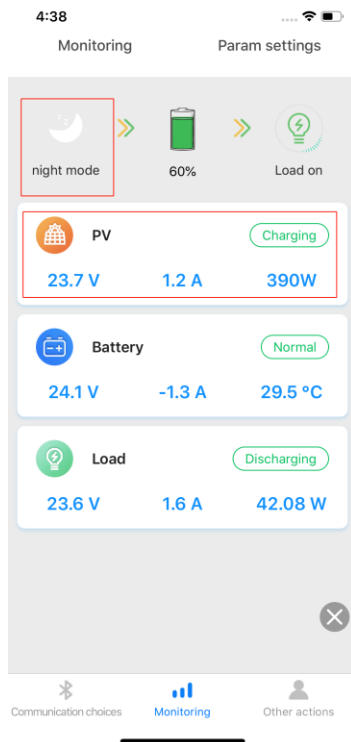 4:38
Monitoring Param settings
night mode 60% Load on
PV Charging
23.7 V 1.2 A 390W
Battery Normal
24.1 V -1.3 A 29.5 °C
Load Discharging
23.6 V 1.6 A 42.08 W
Communication choices Monitoring Other actions